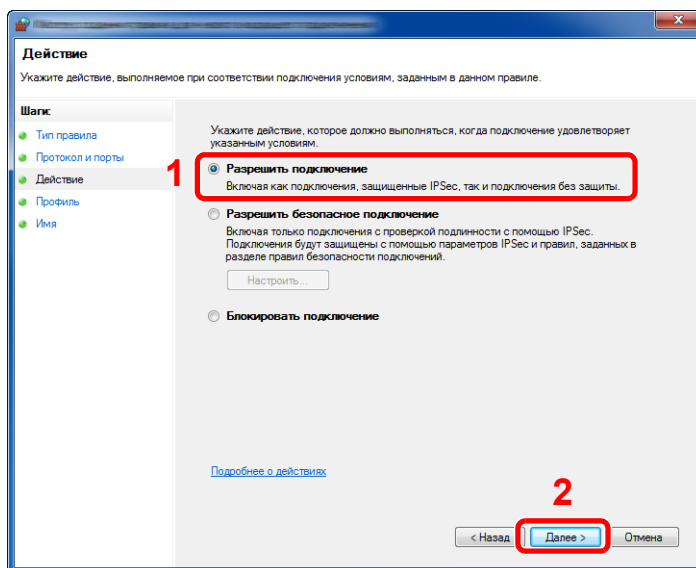 Действие
Укажите действие, выполняемое при соответствии подключения условиям, заданным в данном правиле.
Шаги:
Тип правила
Протокол и порты
Действие
Профиль
Имя
Укажите действие, которое должно выполняться, когда подключение удовлетворяет
указанным условиям.
1
Разрешить подключение
Включая как подключения, защищенные IPSec, так и подключения без защиты.
Разрешить безопасное подключение
Включая только подключения с проверкой подлинности с помощью IPSec.
Подключения будут защищены с помощью параметров IPSec и правил, заданных в
разделе правил безопасности подключений.
Настроить...
Блокировать подключение
Подробнее о действиях
2
< Назад
Далее >
Отмена